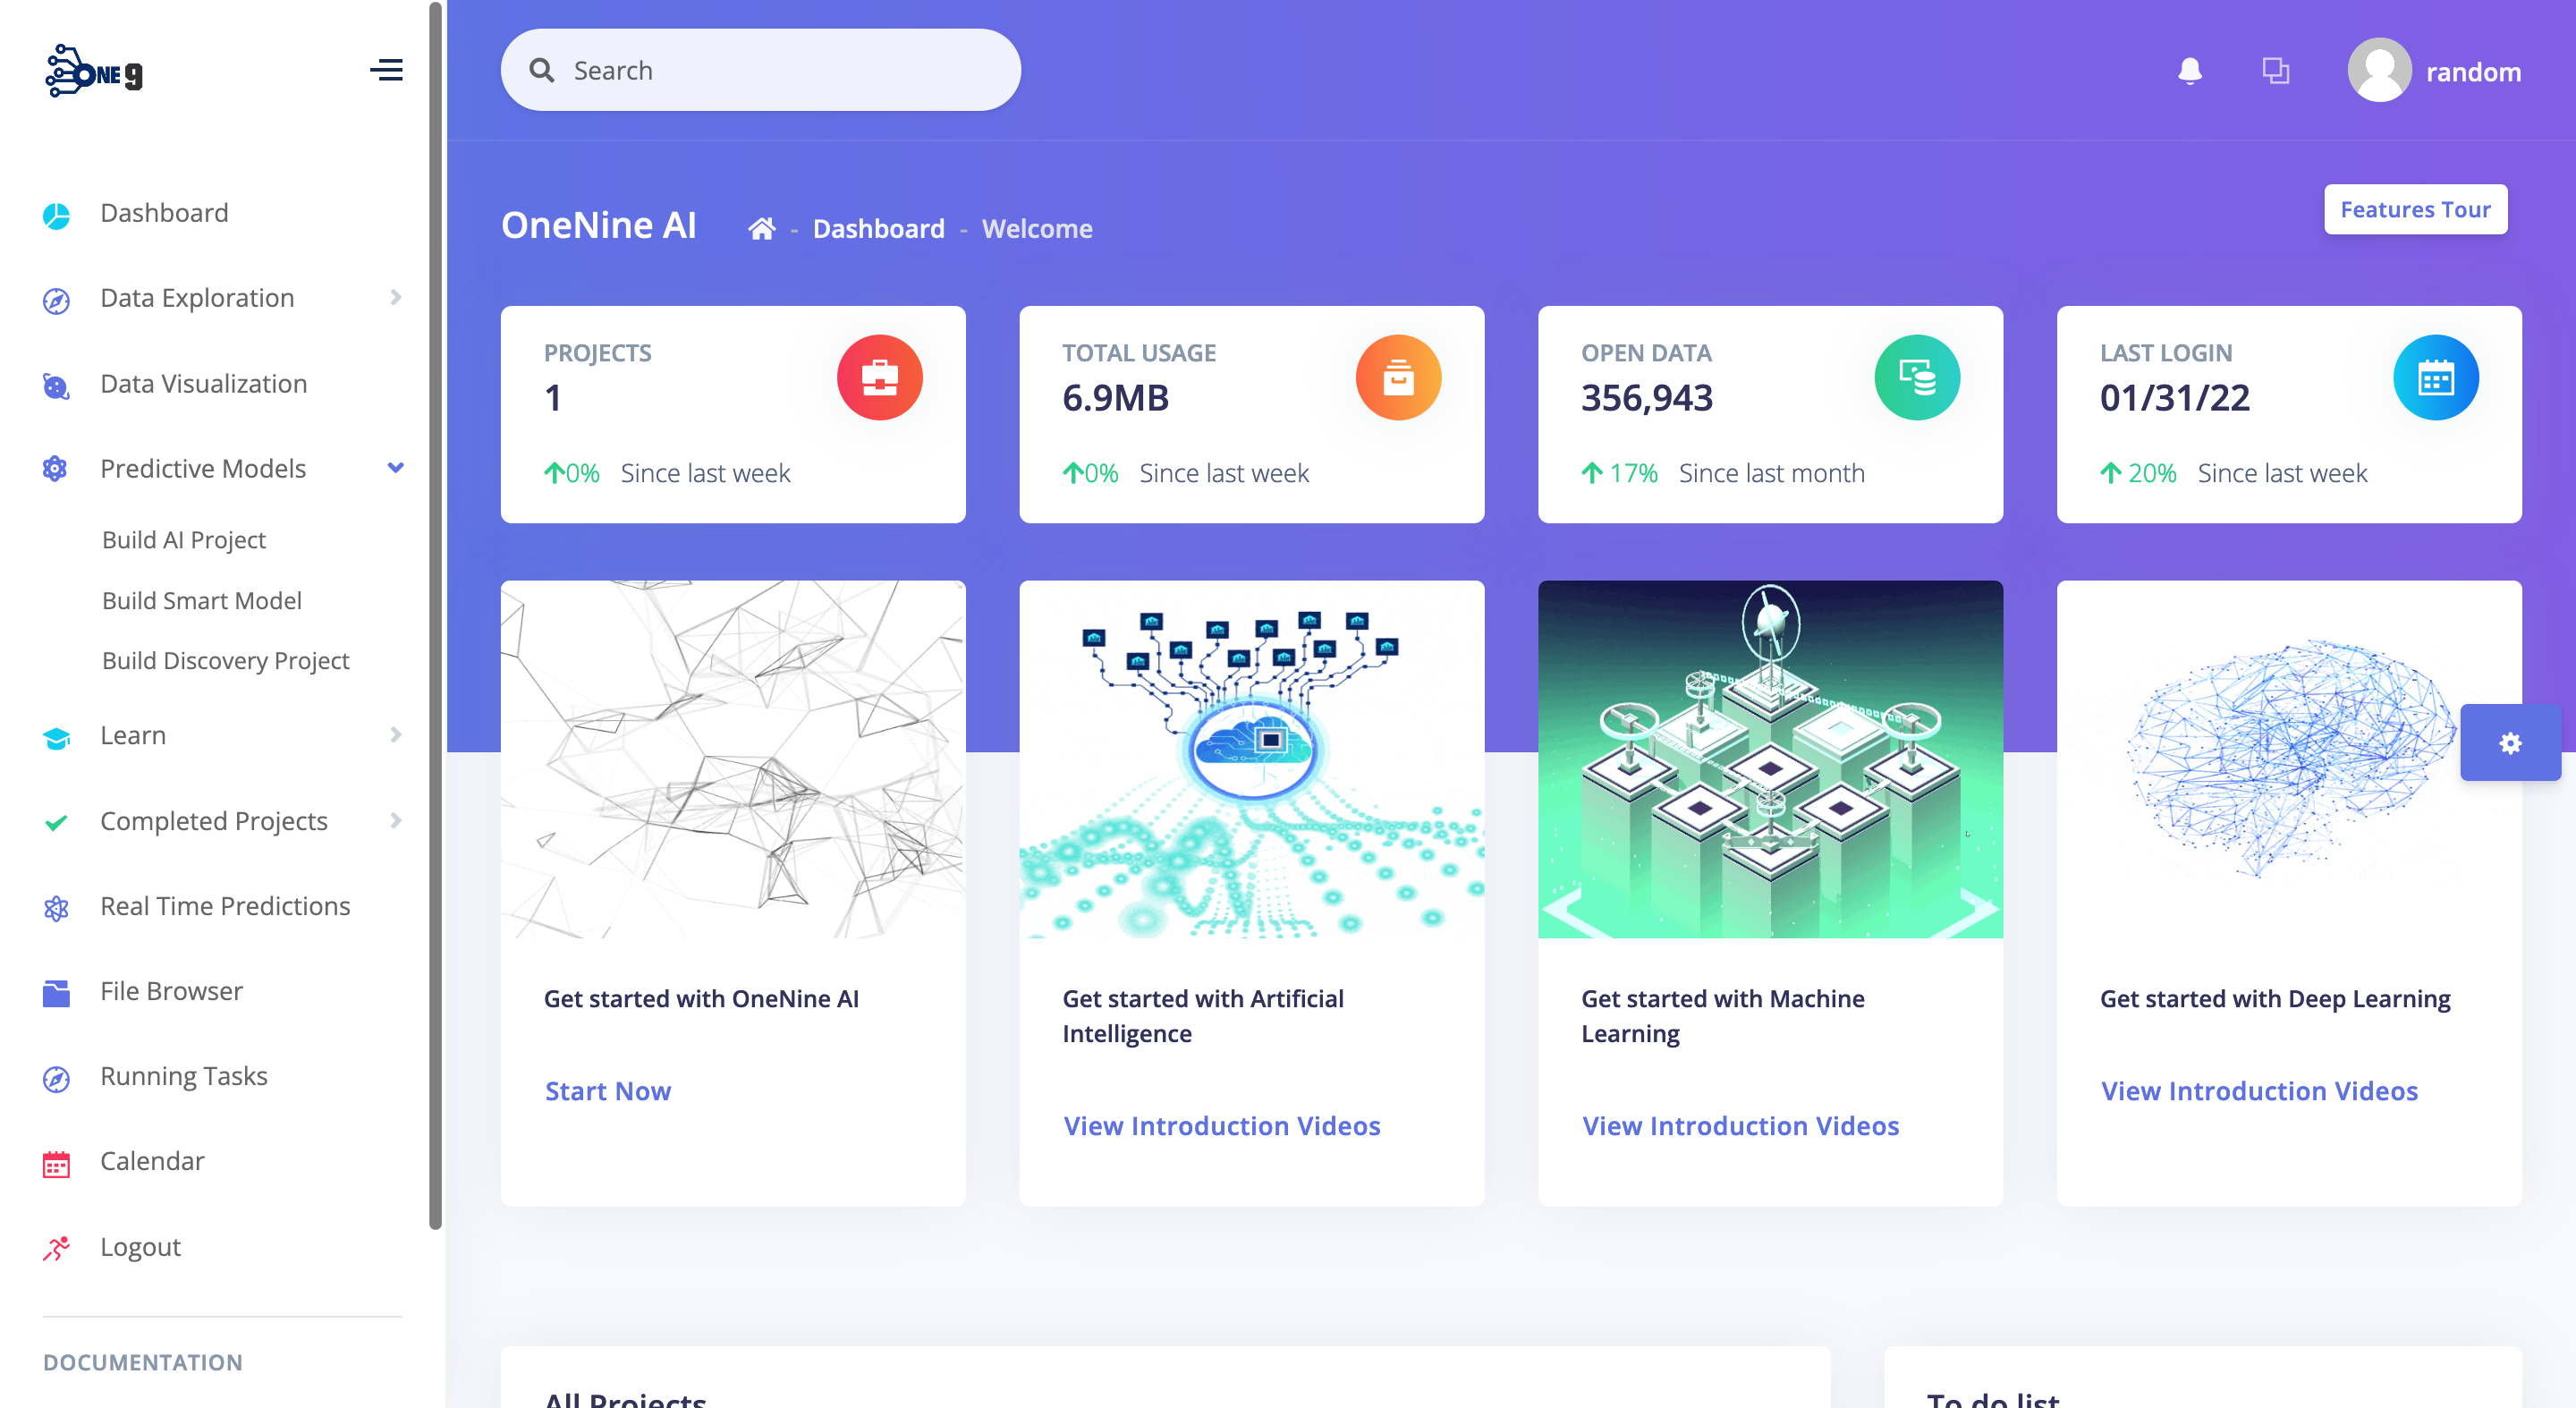 ONE 9
Dashboard
Data Exploration
Data Visualization
Predictive Models
Build AI Project
Build Smart Model
Build Discovery Project
Learn
Completed Projects
Real Time Predictions
File Browser
Running Tasks
Calendar
Logout
DOCUMENTATION
Search
random
OneNine AI
- Dashboard - Welcome
Features Tour
PROJECTS
1
0% Since last week
TOTAL USAGE
6.9MB
0% Since last week
OPEN DATA
356,943
17% Since last month
LAST LOGIN
01/31/22
20% Since last week
Get started with OneNine AI
Start Now
Get started with Artificial
Intelligence
View Introduction Videos
Get started with Machine
Learning
View Introduction Videos
Get started with Deep Learning
View Introduction Videos
All Projects
To do list